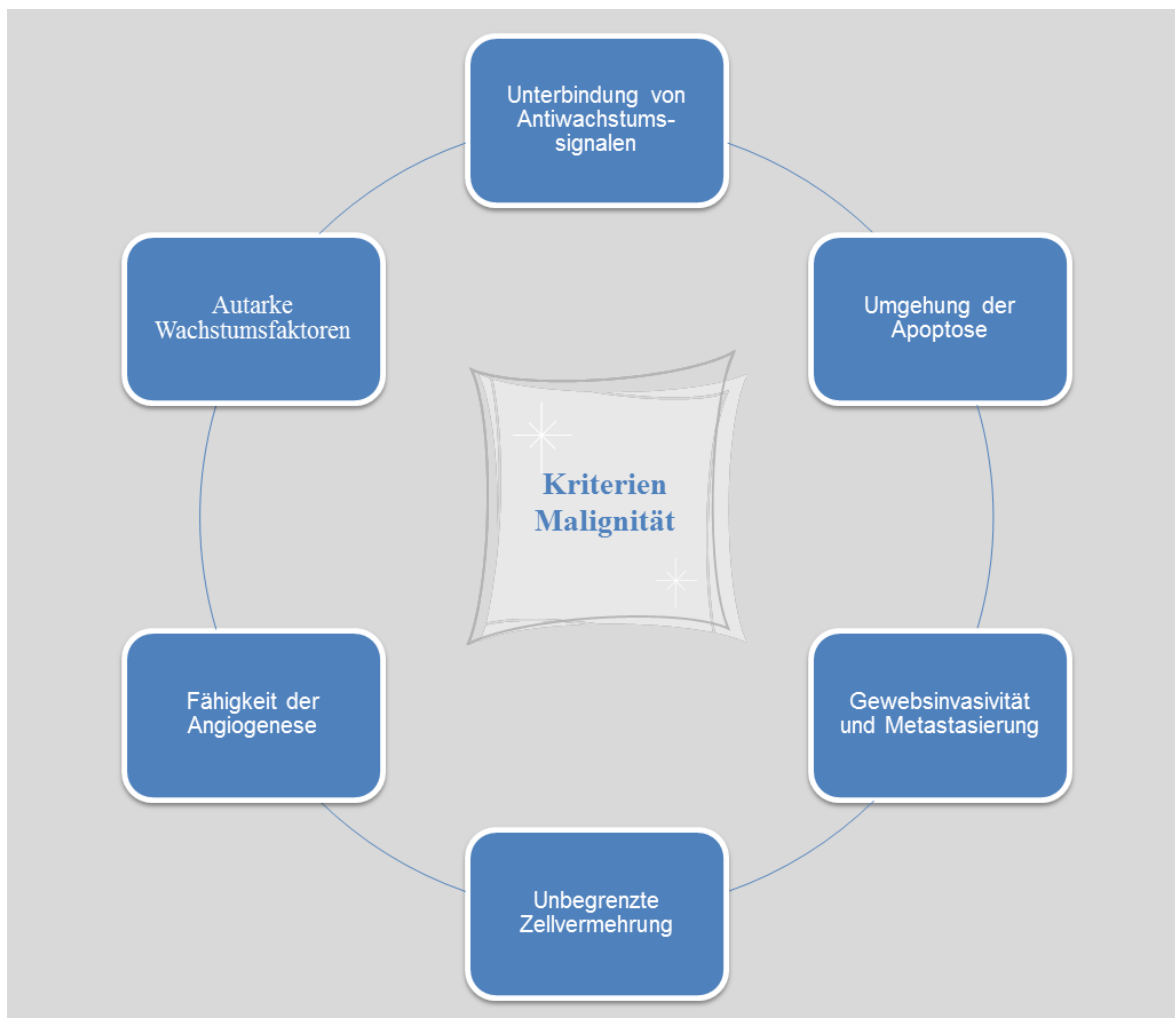 Unterbindung von
Antiwachstums-
signalen
Autarke
Wachstumsfaktoren
Umgehung der
Apoptose
Kriterien
Malignität
Fähigkeit der
Angiogenese
Gewebsinvasivität
und Metastasierung
Unbegrenzte
Zellvermehrung